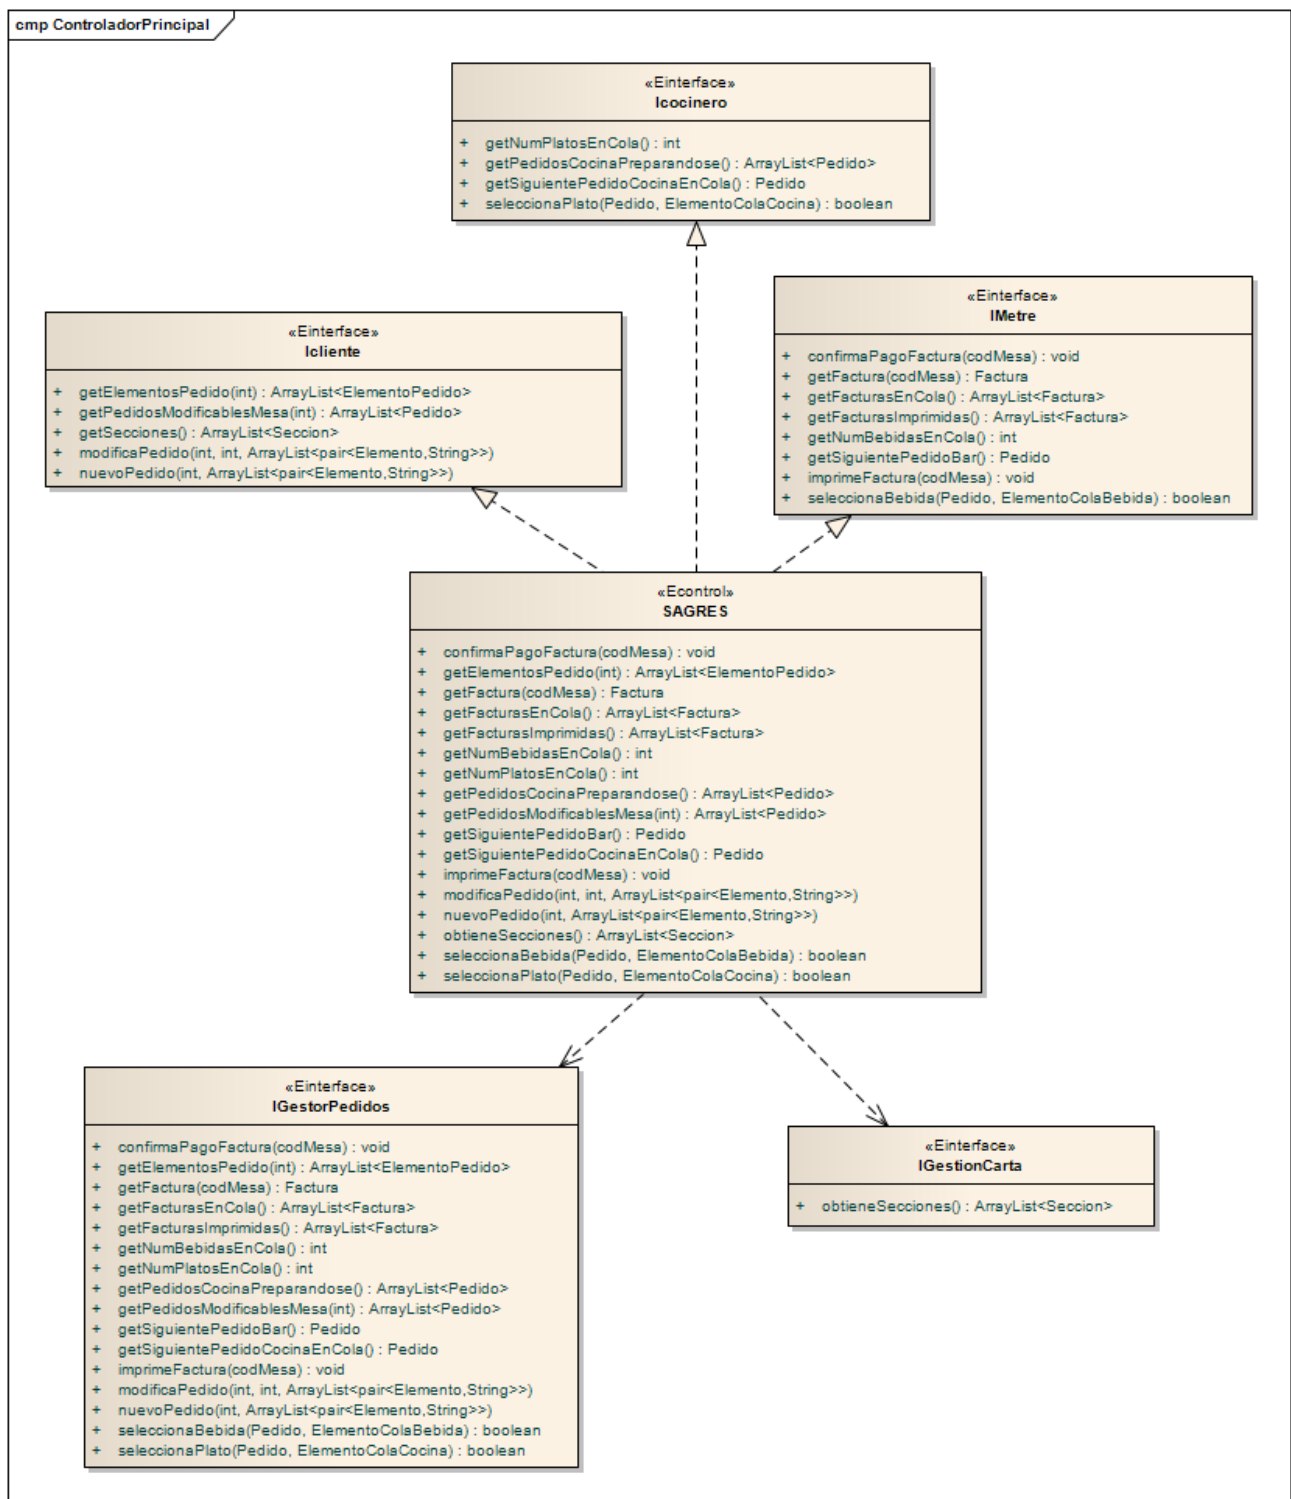 cmp ControladorPrincipal
«Einterface»
Icocinero
+ getNumPlatosEnCola() : int
+ getPedidosCocinaPreparandose() : ArrayList<Pedido>
+ getSiguientePedidoCocinaEnCola() : Pedido
+ seleccionaPlato(Pedido, ElementoColaCocina) : boolean
«Einterface»
IMetre
+ confirmaPagoFactura(codMesa) : void
+ getFactura(codMesa) : Factura
+ getFacturasEnCola() : ArrayList<Factura>
+ getFacturasImprimidas() : ArrayList<Factura>
+ getNumBebidasEnCola() : int
+ getSiguientePedidoBar() : Pedido
+ imprimeFactura(codMesa) : void
+ seleccionaBebida(Pedido, ElementoColaBebida) : boolean
«Einterface»
Icliente
+ getElementosPedido(int) : ArrayList<ElementoPedido>
+ getPedidosModificablesMesa(int) : ArrayList<Pedido>
+ getSecciones() : ArrayList<Seccion>
+ modificaPedido(int, int, ArrayList<pair<Elemento,String>>)
+ nuevoPedido(int, ArrayList<pair<Elemento,String>>)
«Econtrol»
SAGRES
+ confirmaPagoFactura(codMesa) : void
+ getElementosPedido(int) : ArrayList<ElementoPedido>
+ getFactura(codMesa) : Factura
+ getFacturasEnCola() : ArrayList<Factura>
+ getFacturasImprimidas() : ArrayList<Factura>
+ getNumBebidasEnCola() : int
+ getNumPlatosEnCola() : int
+ getPedidosCocinaPreparandose() : ArrayList<Pedido>
+ getPedidosModificablesMesa(int) : ArrayList<Pedido>
+ getSiguientePedidoBar() : Pedido
+ getSiguientePedidoCocinaEnCola() : Pedido
+ imprimeFactura(codMesa) : void
+ modificaPedido(int, int, ArrayList<pair<Elemento,String>>)
+ nuevoPedido(int, ArrayList<pair<Elemento,String>>)
+ obtieneSecciones() : ArrayList<Seccion>
+ seleccionaBebida(Pedido, ElementoColaBebida) : boolean
+ seleccionaPlato(Pedido, ElementoColaCocina) : boolean
«Einterface»
IGestorPedidos
+ confirmaPagoFactura(codMesa) : void
+ getElementosPedido(int) : ArrayList<ElementoPedido>
+ getFactura(codMesa) : Factura
+ getFacturasEnCola() : ArrayList<Factura>
+ getFacturasImprimidas() : ArrayList<Factura>
+ getNumBebidasEnCola() : int
+ getNumPlatosEnCola() : int
+ getPedidosCocinaPreparandose() : ArrayList<Pedido>
+ getPedidosModificablesMesa(int) : ArrayList<Pedido>
+ getSiguientePedidoBar() : Pedido
+ getSiguientePedidoCocinaEnCola() : Pedido
+ imprimeFactura(codMesa) : void
+ modificaPedido(int, int, ArrayList<pair<Elemento,String>>)
+ nuevoPedido(int, ArrayList<pair<Elemento,String>>)
+ seleccionaBebida(Pedido, ElementoColaBebida) : boolean
+ seleccionaPlato(Pedido, ElementoColaCocina) : boolean
«Einterface»
IGestionCarta
+ obtieneSecciones() : ArrayList<Seccion>